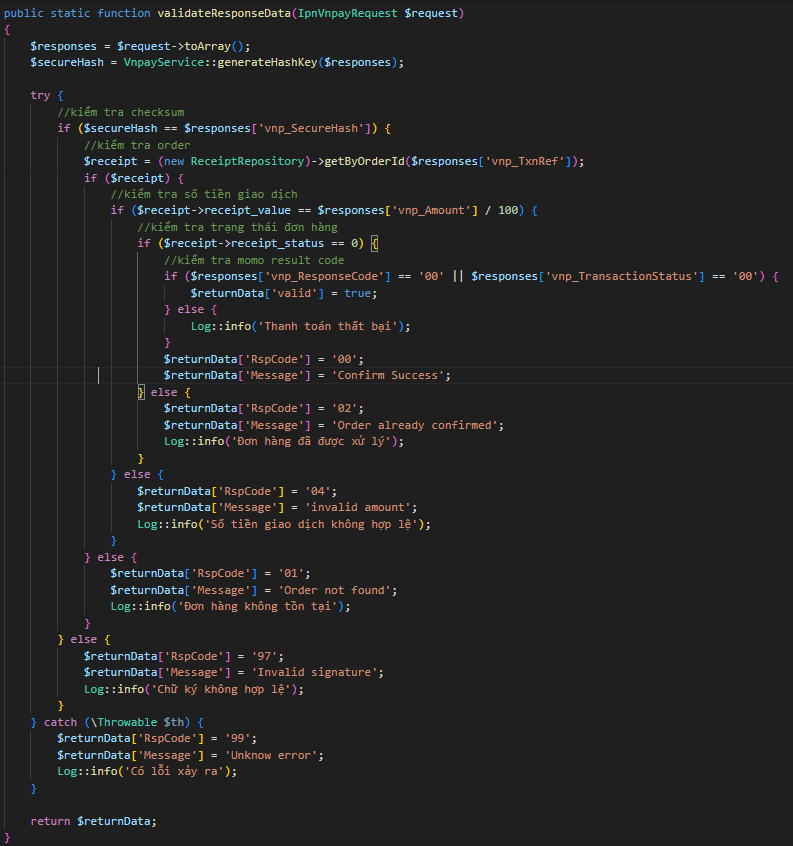 public static function validateResponseData(IpnVnpayRequest $request)
{
    $responses = $request->toArray();
    $secureHash = VnpayService::generateHashKey($responses);

    try {
        //kiểm tra checksum
        if ($secureHash == $responses['vnp_SecureHash']) {
            //kiểm tra order
            $receipt = (new ReceiptRepository)->getByOrderId($responses['vnp_TxnRef']);
            if ($receipt) {
                //kiểm tra số tiền giao dịch
                if ($receipt->receipt_value == $responses['vnp_Amount'] / 100) {
                    //kiểm tra trạng thái đơn hàng
                    if ($receipt->receipt_status == 0) {
                        //kiểm tra momo result code
                        if ($responses['vnp_ResponseCode'] == '00' || $responses['vnp_TransactionStatus'] == '00') {
                            $returnData['valid'] = true;
                        } else {
                            Log::info('Thanh toán thất bại');
                        }
                        $returnData['RspCode'] = '00';
                        $returnData['Message'] = 'Confirm Success';
                    } else {
                        $returnData['RspCode'] = '02';
                        $returnData['Message'] = 'Order already confirmed';
                        Log::info('Đơn hàng đã được xử lý');
                    }
                } else {
                    $returnData['RspCode'] = '04';
                    $returnData['Message'] = 'invalid amount';
                    Log::info('Số tiền giao dịch không hợp lệ');
                }
            } else {
                $returnData['RspCode'] = '01';
                $returnData['Message'] = 'Order not found';
                Log::info('Đơn hàng không tồn tại');
            }
        } else {
            $returnData['RspCode'] = '97';
            $returnData['Message'] = 'Invalid signature';
            Log::info('Chữ ký không hợp lệ');
        }
    } catch (\Throwable $th) {
        $returnData['RspCode'] = '99';
        $returnData['Message'] = 'Unknow error';
        Log::info('Có lỗi xảy ra');
    }

    return $returnData;
}